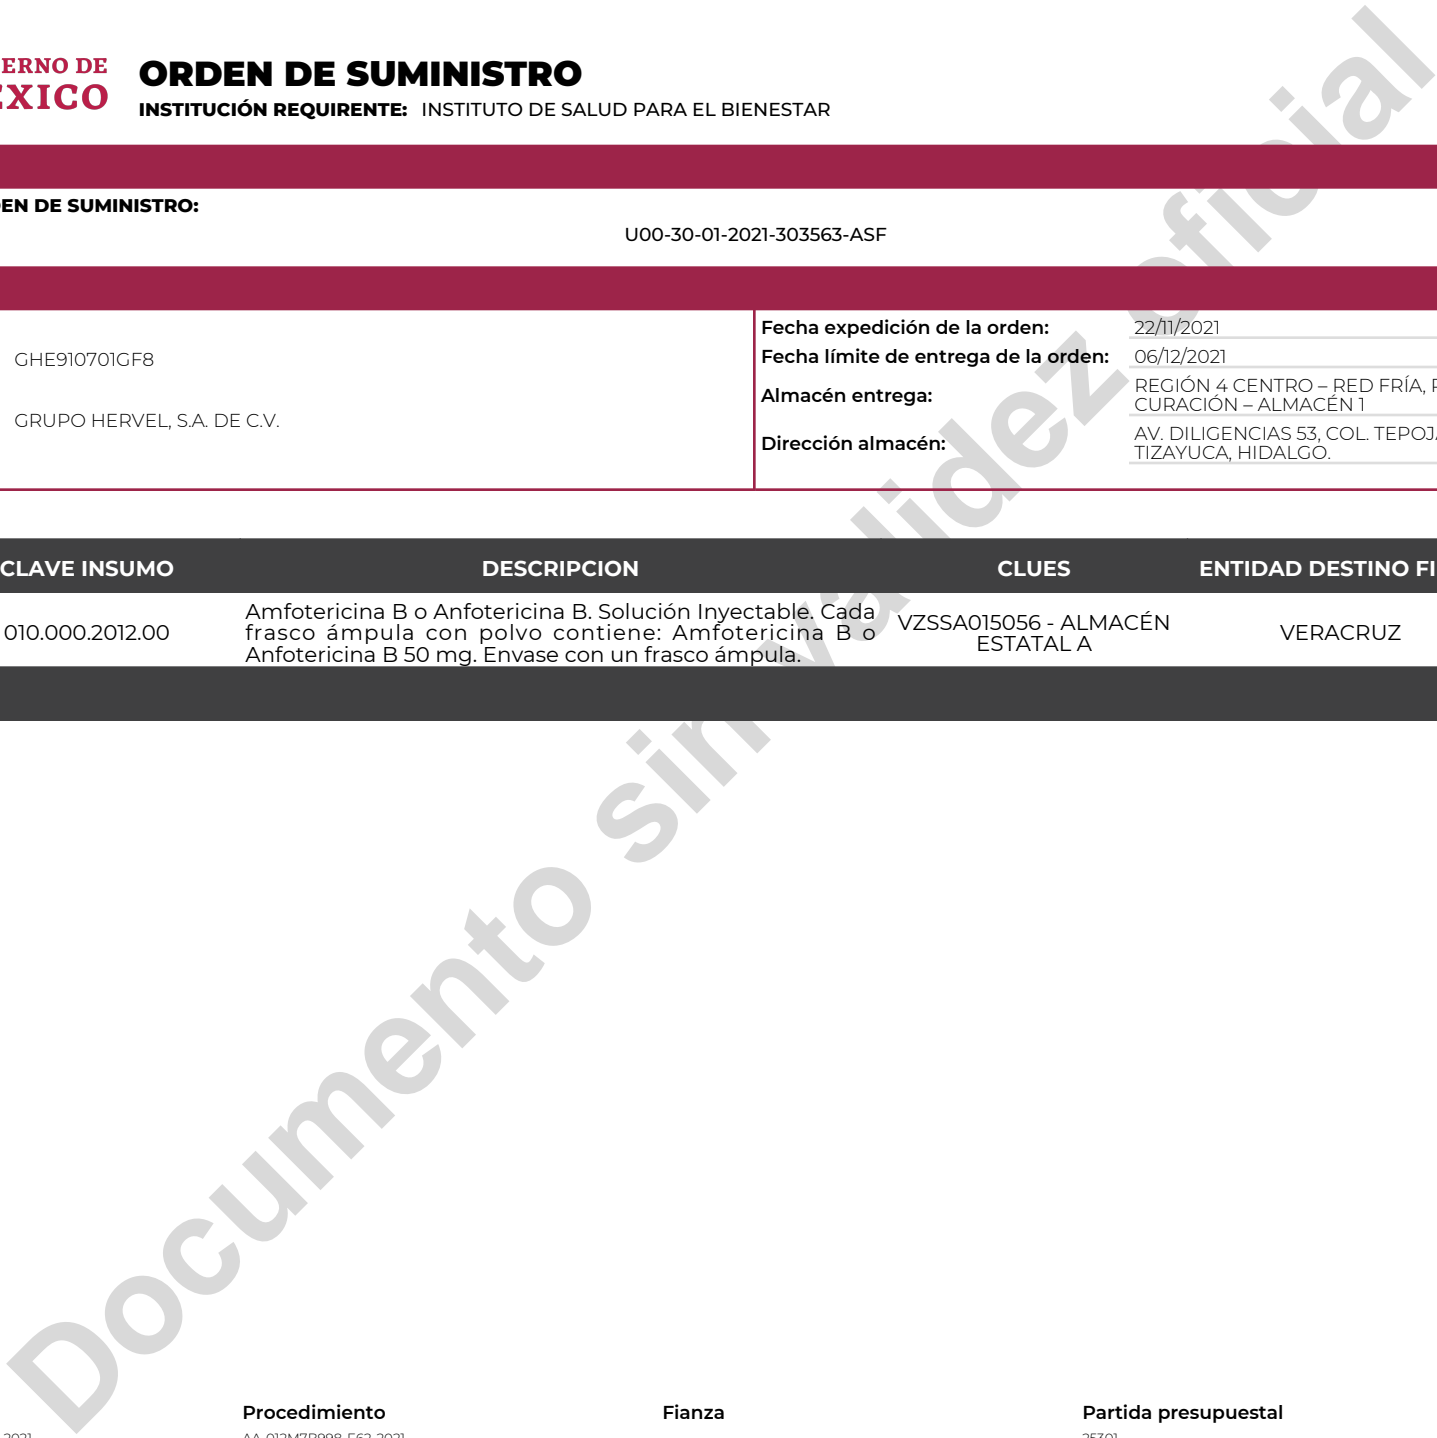 ERNO DE
EXICO
ORDEN DE SUMINISTRO
INSTITUCIÓN REQUIRENTE: INSTITUTO DE SALUD PARA EL BIENESTAR
EN DE SUMINISTRO:
U00-30-01-2021-303563-ASF
GHE910701GF8
GRUPO HERVEL, S.A. DE C.V.
Fecha expedición de la orden: 22/11/2021
Fecha límite de entrega de la orden: 06/12/2021
Almacén entrega: REGIÓN 4 CENTRO – RED FRÍA,
CURACIÓN – ALMACÉN 1
Dirección almacén: AV. DILIGENCIAS 53, COL. TEPOJA
TIZAYUCA, HIDALGO.
CLAVE INSUMO DESCRIPCION CLUES ENTIDAD DESTINO FI
010.000.2012.00
Amfotericina B o Anfotericina B. Solución Inyectable. Cada
frasco ámpula con polvo contiene: Amfotericina B o
Anfotericina B 50 mg. Envase con un frasco ámpula.
VZSSA015056 - ALMACÉN
ESTATAL A
VERACRUZ
Documento sin validez oficial
Procedimiento Fianza Partida presupuestal